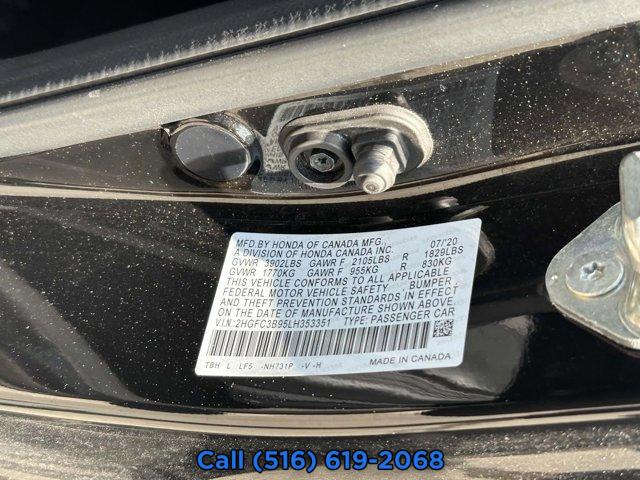 MFD.BY HONDA OF CANADA MFG., 07/'20
A DIVISION OF HONDA CANADA INC.
GVWR 3902LBS GAWR F 2105LBS R 1829LBS
GVWR 1770KG GAWR F 955KG R 830KG
THIS VEHICLE CONFORMS TO ALL APPLICABLE
FEDERAL MOTOR VEHICLE SAFETY, BUMPER,
AND THEFT PREVENTION STANDARDS IN EFFECT
ON THE DATE OF MANUFACTURE SHOWN ABOVE.
V.I.N.:2HGFC3B95LH353351 TYPE: PASSENGER CAR
MADE IN CANADA
TBH L LF5 -NH731P -V -H
Call (516) 619-2068